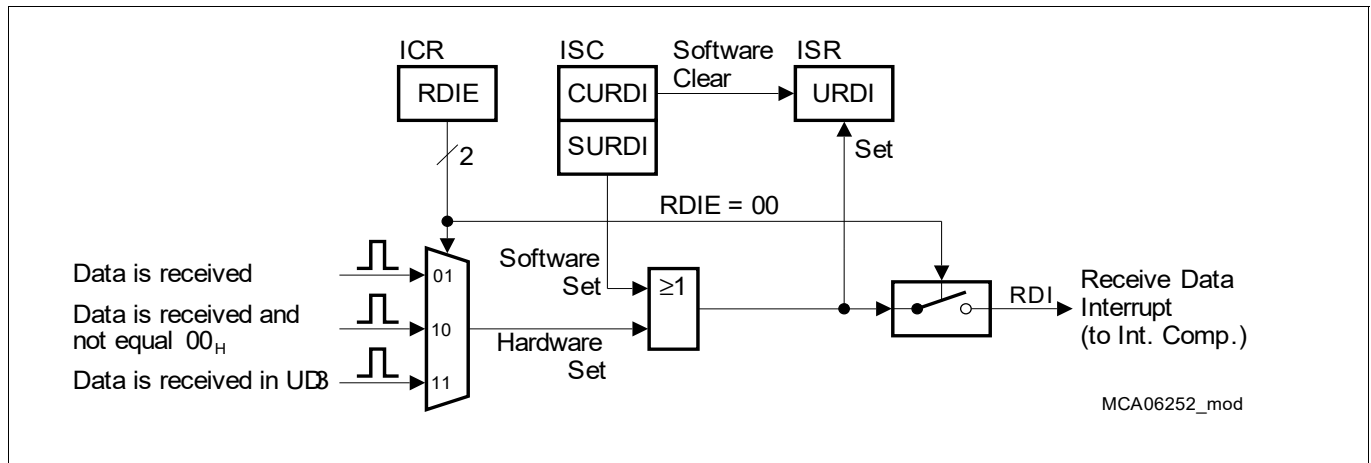 ICR
ISC
Software
Clear
ISR
RDIE
CURDI
URDI
SURDI
2
Set
RDIE = 00
Data is received
01
Software
Set
≥1
RDI
Receive Data
Interrupt
(to Int. Comp.)
Data is received and
not equal 00H
10
Hardware
Set
Data is received in UD3
11
MCA06252_mod